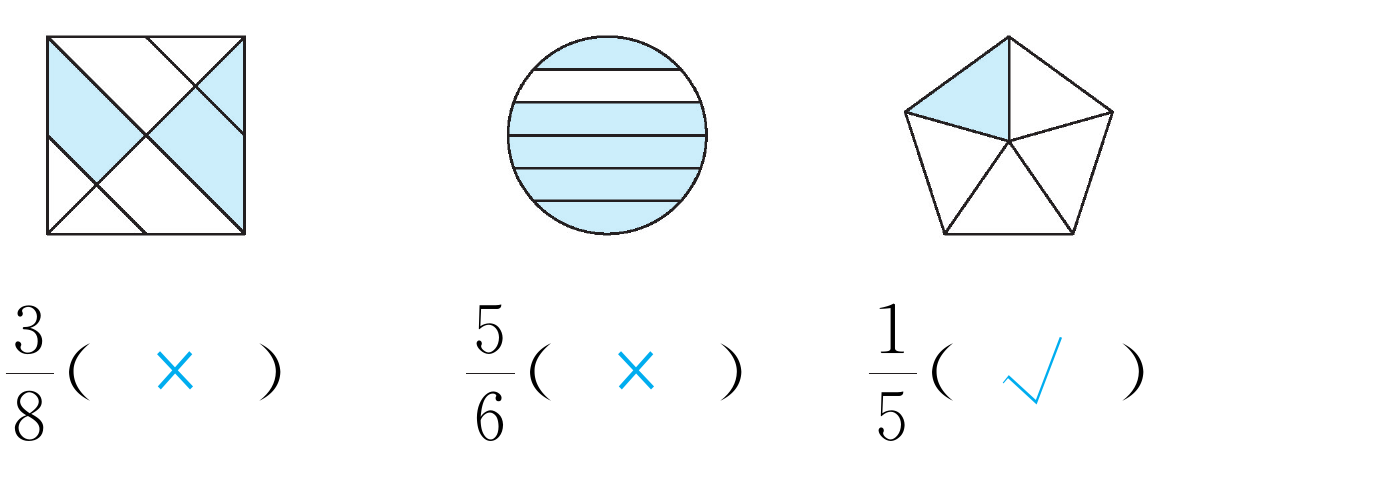 3/8( × ) 5/6( × ) 1/5( √ )